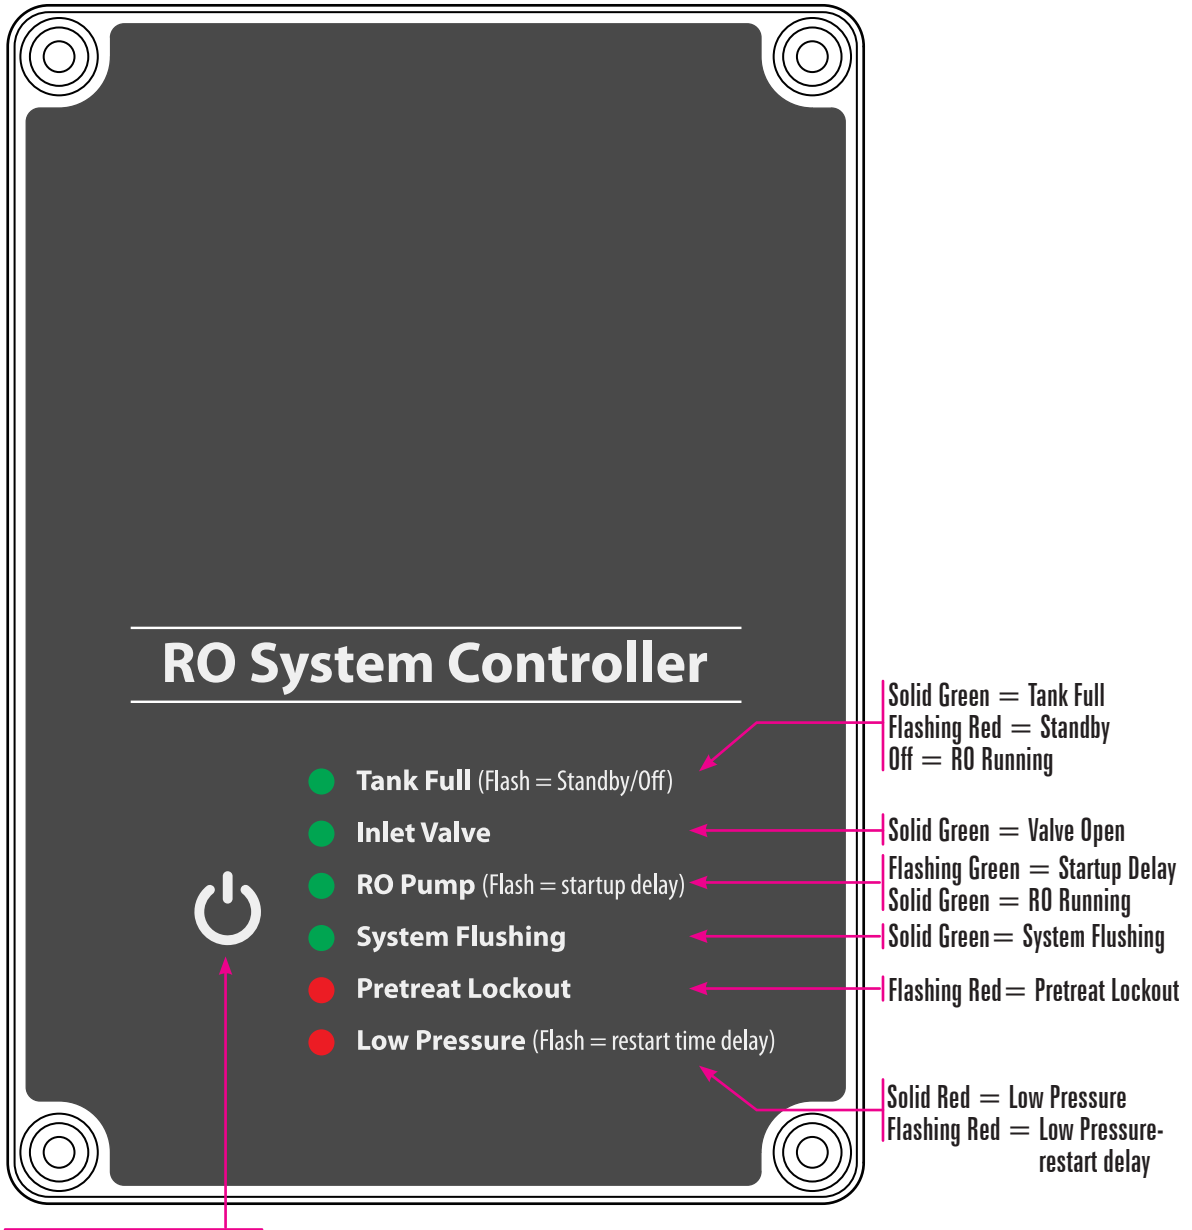 RO System Controller
Solid Green = Tank Full
Flashing Red = Standby
Off = RO Running
Tank Full (Flash = Standby/Off)
Inlet Valve
Solid Green = Valve Open
RO Pump (Flash = startup delay)
Flashing Green = Startup Delay
Solid Green = RO Running
System Flushing
Solid Green= System Flushing
Pretreat Lockout
Flashing Red= Pretreat Lockout
Low Pressure (Flash = restart time delay)
Solid Red = Low Pressure
Flashing Red = Low Pressure-
restart delay